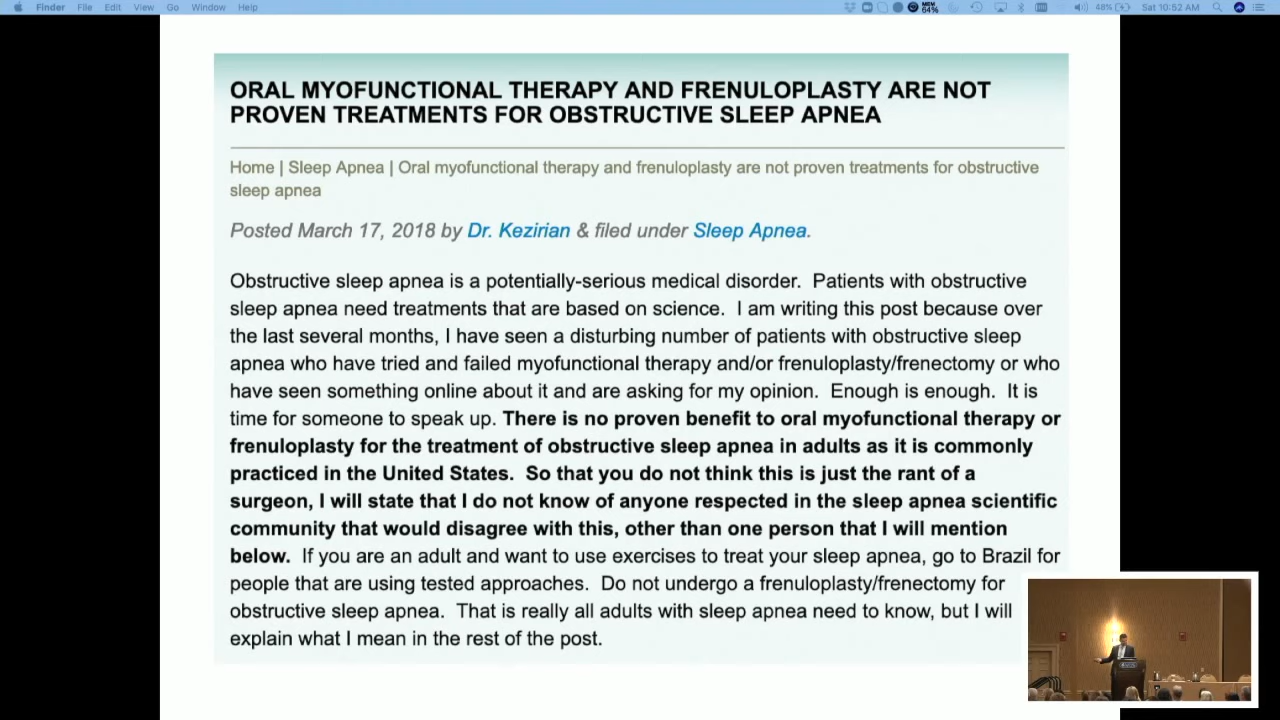 Finder File Edit View Go Window Help 48% Sat 10:52 AM
MEM
64%
ORAL MYOFUNCTIONAL THERAPY AND FRENULOPLASTY ARE NOT
PROVEN TREATMENTS FOR OBSTRUCTIVE SLEEP APNEA
Home | Sleep Apnea | Oral myofunctional therapy and frenuloplasty are not proven treatments for obstructive
sleep apnea
Posted March 17, 2018 by Dr. Kezirian & filed under Sleep Apnea.
Obstructive sleep apnea is a potentially-serious medical disorder.  Patients with obstructive
sleep apnea need treatments that are based on science.  I am writing this post because over
the last several months, I have seen a disturbing number of patients with obstructive sleep
apnea who have tried and failed myofunctional therapy and/or frenuloplasty/frenectomy or who
have seen something online about it and are asking for my opinion.  Enough is enough.  It is
time for someone to speak up. There is no proven benefit to oral myofunctional therapy or
frenuloplasty for the treatment of obstructive sleep apnea in adults as it is commonly
practiced in the United States.  So that you do not think this is just the rant of a
surgeon, I will state that I do not know of anyone respected in the sleep apnea scientific
community that would disagree with this, other than one person that I will mention
below.  If you are an adult and want to use exercises to treat your sleep apnea, go to Brazil for
people that are using tested approaches.  Do not undergo a frenuloplasty/frenectomy for
obstructive sleep apnea.  That is really all adults with sleep apnea need to know, but I will
explain what I mean in the rest of the post.